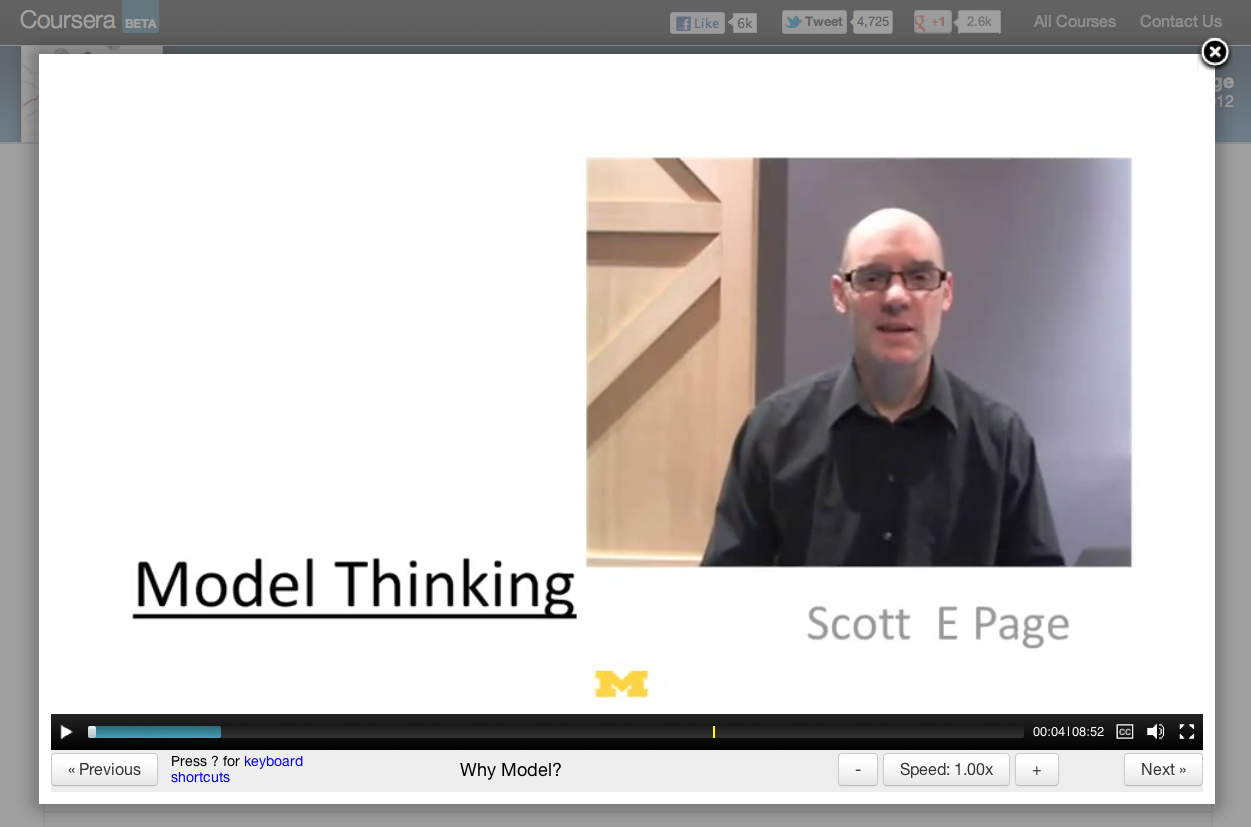 Coursera BETA
Like 6k Tweet 4,725 +1 2.6k All Courses Contact Us
ge
12
Model Thinking
Scott E Page
M
00:04|08:52 CC
« Previous
Press ? for keyboard
shortcuts
Why Model?
- Speed: 1.00x +
Next »